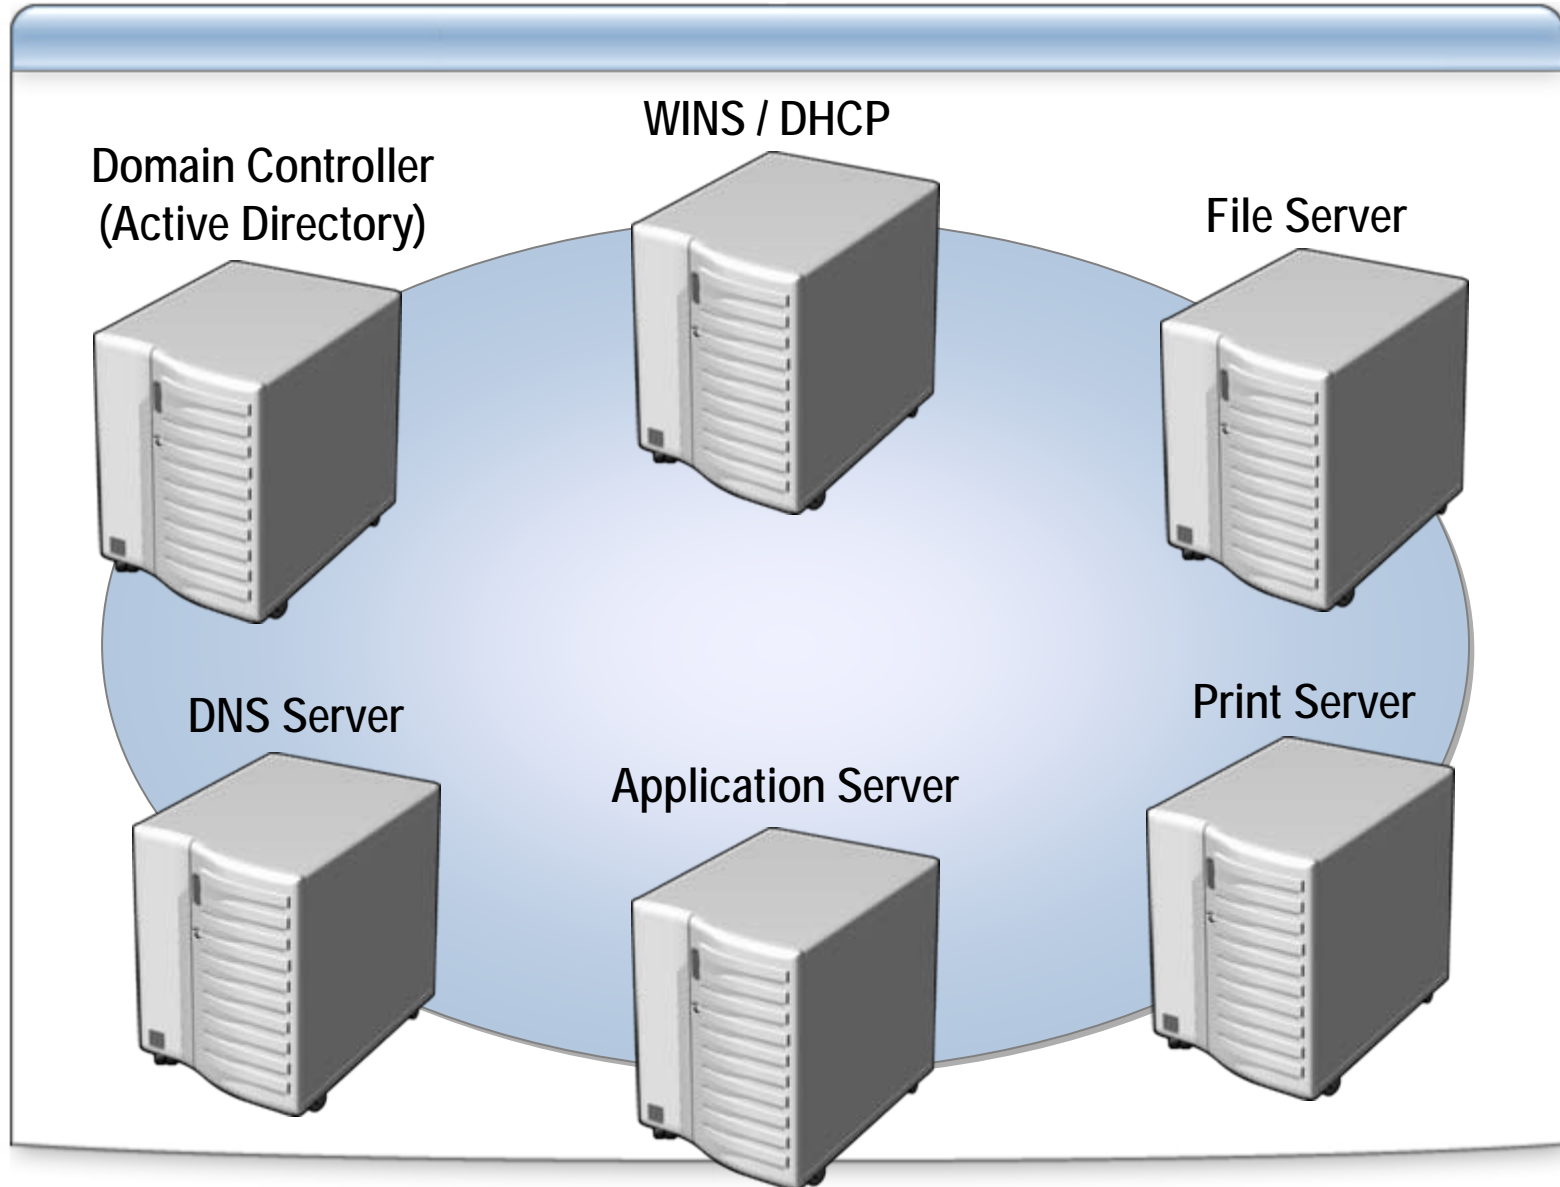 WINS / DHCP
Domain Controller
(Active Directory)
File Server
DNS Server
Print Server
Application Server